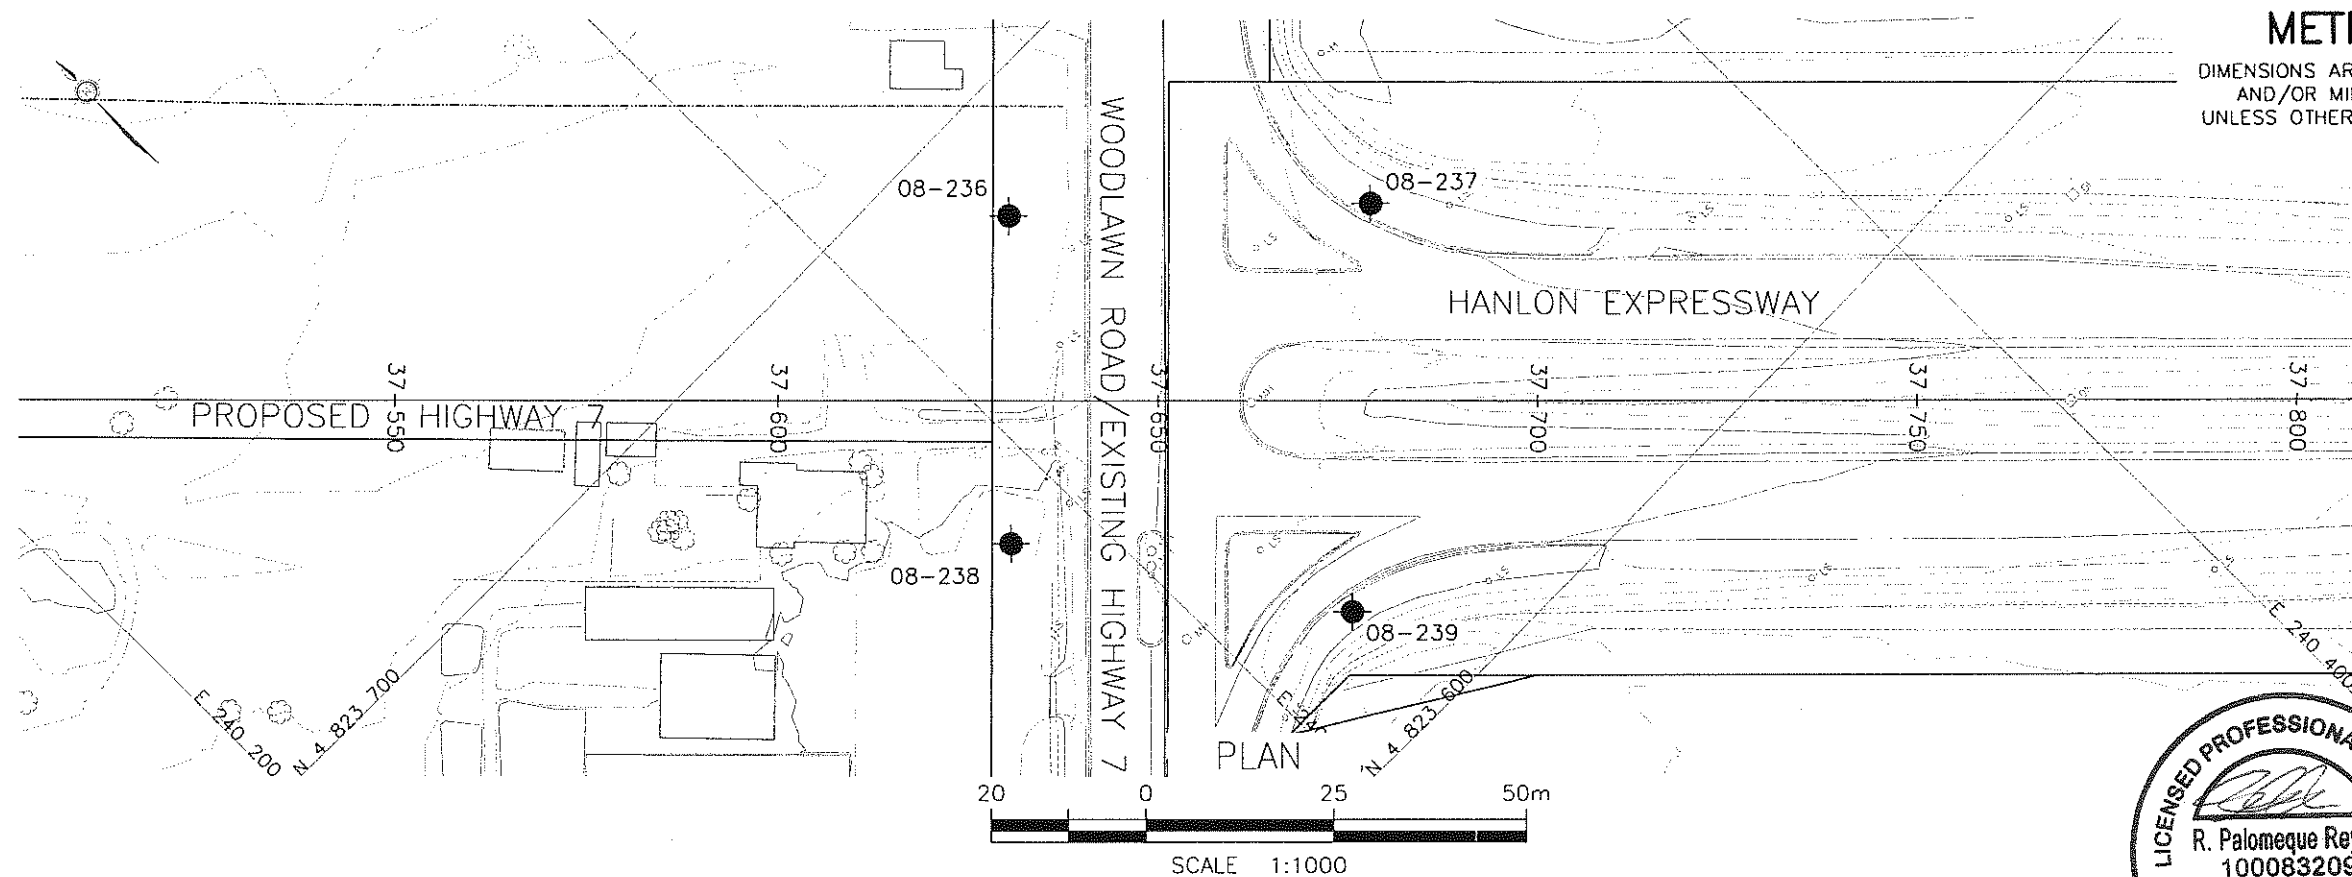 METR
DIMENSIONS AR
AND/OR MI
UNLESS OTHER
08-236
08-237
WOODLAWN ROAD/EXISTING HIGHWAY 7
HANLON EXPRESSWAY
37-550
37-600
37-650
37-700
37-750
37-800
PROPOSED HIGHWAY 7
08-238
08-239
E 240 200
N 4 823 700
N 4 823 600
E 240 400
PLAN
20 0 25 50m
SCALE 1:1000
LICENSED PROFESSIONA
R. Palomeque Re
100083209